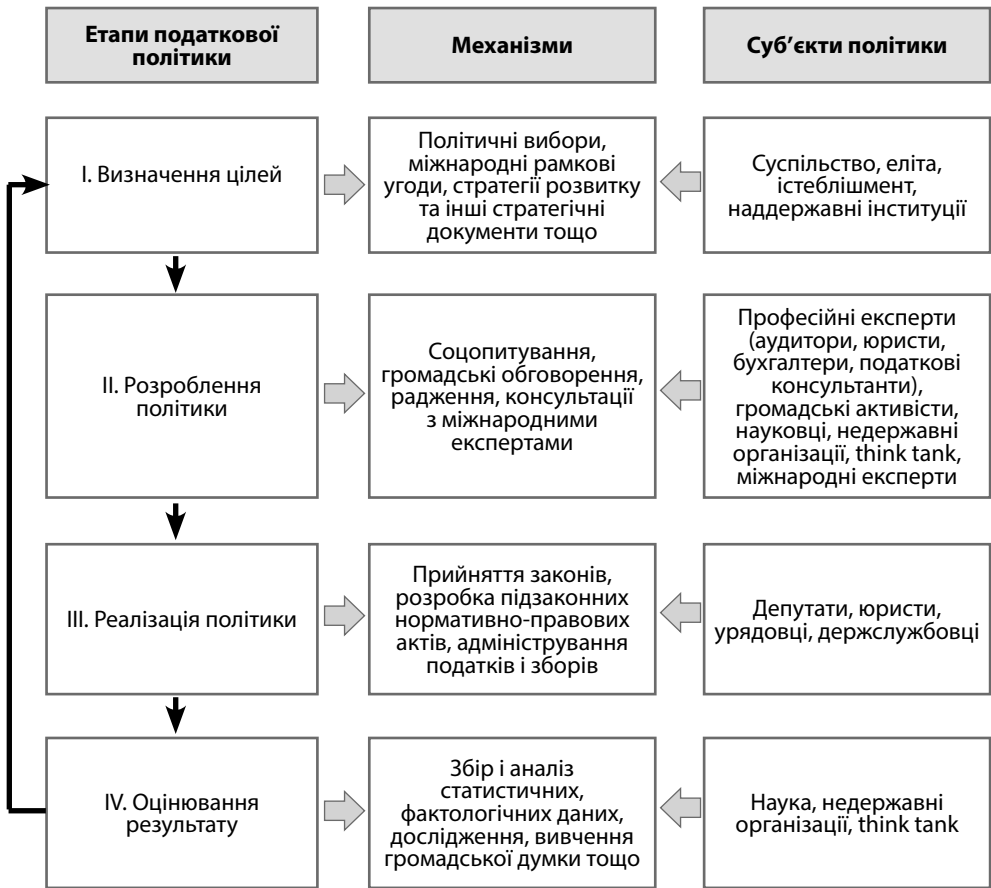 Етапи податкової
політики
Механізми
Суб’єкти політики
І. Визначення цілей
Політичні вибори,
міжнародні рамкові
угоди, стратегії розвитку
та інші стратегічні
документи тощо
Суспільство, еліта,
істеблішмент,
наддержавні інституції
ІІ. Розроблення
політики
Соцопитування,
громадські обговорення,
радження, консультації
з міжнародними
експертами
Професійні експерти
(аудитори, юристи,
бухгалтери, податкові
консультанти),
громадські активісти,
науковці, недержавні
організації, think tank,
міжнародні експерти
ІІІ. Реалізація політики
Прийняття законів,
розробка підзаконних
нормативно-правових
актів, адміністрування
податків і зборів
Депутати, юристи,
урядовці, держслужбовці
IV. Оцінювання
результату
Збір і аналіз
статистичних,
фактологічних даних,
дослідження, вивчення
громадської думки тощо
Наука, недержавні
організації, think tank